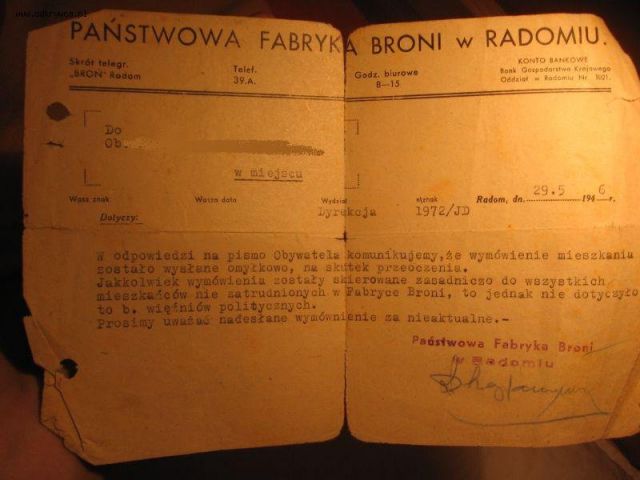 www.odkrywca.pl
PAŃSTWOWA FABRYKA BRONI w RADOMIU.
Skrót telegr.
„BROŃ" Radom
Telef.
39.A.
Godz. biurowe
8—15
KONTO BANKOWE
Bank Gospodarstwa Krajowego
Oddział w Radomiu Nr 1021.
Do
Ob.
w miejscu
Wasz znak Wasza data Wydział n/znak Radom, dn. 29.5 1946 r.
Dotyczy: Dyrekcja 1972/JD
W odpowiedzi na pismo Obywatela komunikujemy,że wymówienie mieszkania
zostało wysłane omyłkowo, na skutek przeoczenia.
Jakkolwiek wymówienia zostały skierowane zasadniczo do wszystkich
mieszkańców nie zatrudnionych w Fabryce Broni, to jednak nie dotyczyło
to b. więźniów politycznych.
Prosimy uważać nadesłane wymównienie za nieaktualne.-
Państwowa Fabryka Broni
w Radomiu